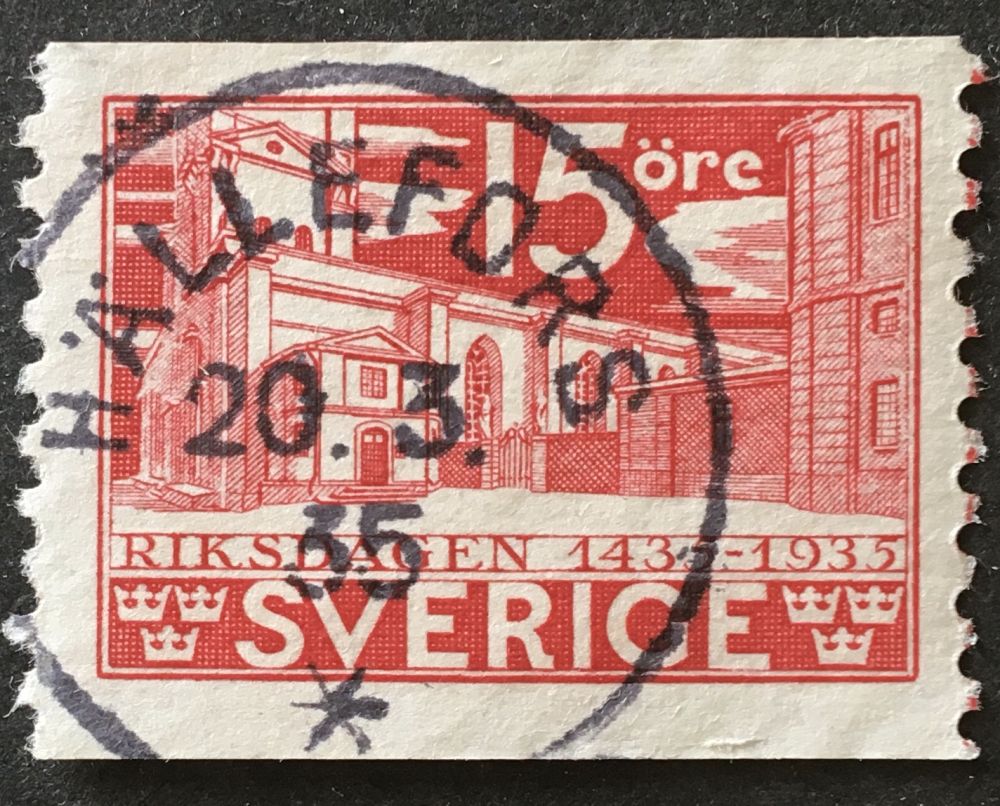 15 öre
HÄLLEFORS
20.3.
35
RIKSDAGEN 1435-1935
SVERIGE